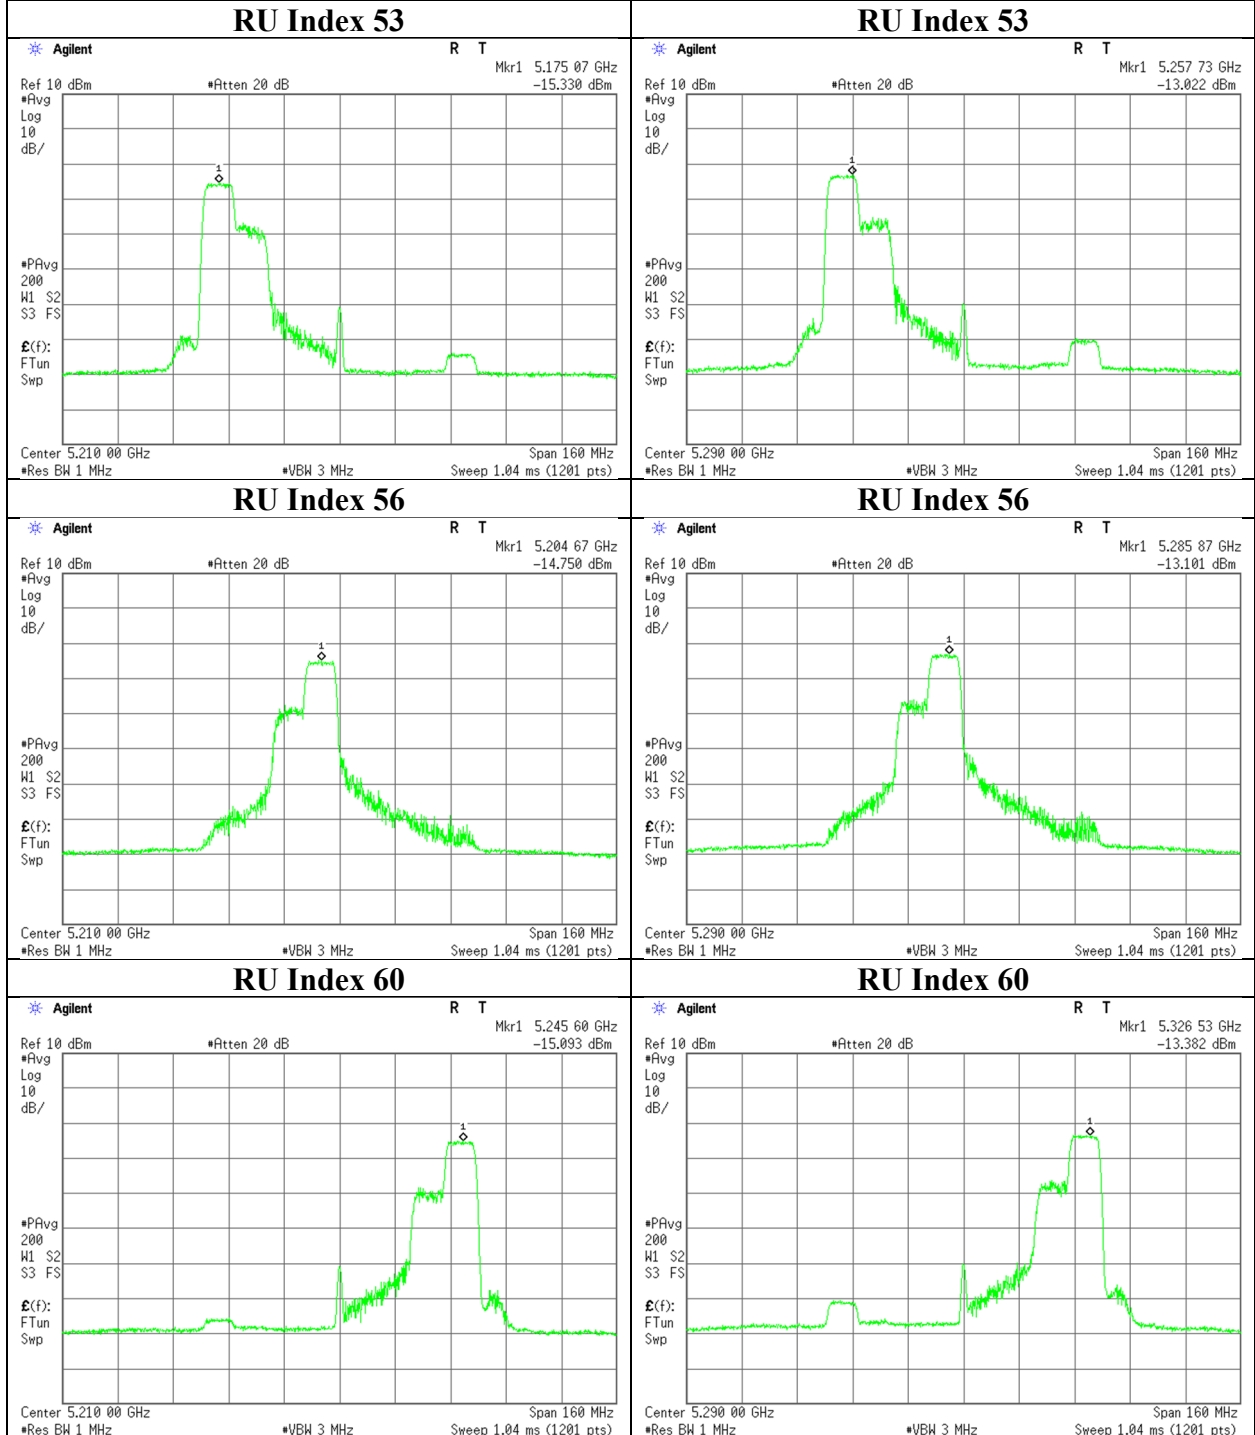 RU Index 53
Agilent
R T
Mkr1 5.175 07 GHz
Ref 10 dBm #Atten 20 dB -15.330 dBm
#Avg
Log
10
dB/
1
#PAvg
200
W1 S2
S3 FS
£(f):
FTun
Swp
Center 5.210 00 GHz Span 160 MHz
#Res BW 1 MHz #VBW 3 MHz Sweep 1.04 ms (1201 pts)
RU Index 53
Agilent
R T
Mkr1 5.257 73 GHz
Ref 10 dBm #Atten 20 dB -13.022 dBm
#Avg
Log
10
dB/
1
#PAvg
200
W1 S2
S3 FS
£(f):
FTun
Swp
Center 5.290 00 GHz Span 160 MHz
#Res BW 1 MHz #VBW 3 MHz Sweep 1.04 ms (1201 pts)
RU Index 56
Agilent
R T
Mkr1 5.204 67 GHz
Ref 10 dBm #Atten 20 dB -14.750 dBm
#Avg
Log
10
dB/
1
#PAvg
200
W1 S2
S3 FS
£(f):
FTun
Swp
Center 5.210 00 GHz Span 160 MHz
#Res BW 1 MHz #VBW 3 MHz Sweep 1.04 ms (1201 pts)
RU Index 56
Agilent
R T
Mkr1 5.285 87 GHz
Ref 10 dBm #Atten 20 dB -13.101 dBm
#Avg
Log
10
dB/
1
#PAvg
200
W1 S2
S3 FS
£(f):
FTun
Swp
Center 5.290 00 GHz Span 160 MHz
#Res BW 1 MHz #VBW 3 MHz Sweep 1.04 ms (1201 pts)
RU Index 60
Agilent
R T
Mkr1 5.245 60 GHz
Ref 10 dBm #Atten 20 dB -15.093 dBm
#Avg
Log
10
dB/
1
#PAvg
200
W1 S2
S3 FS
£(f):
FTun
Swp
Center 5.210 00 GHz Span 160 MHz
#Res BW 1 MHz #VBW 3 MHz Sweep 1.04 ms (1201 pts)
RU Index 60
Agilent
R T
Mkr1 5.326 53 GHz
Ref 10 dBm #Atten 20 dB -13.382 dBm
#Avg
Log
10
dB/
1
#PAvg
200
W1 S2
S3 FS
£(f):
FTun
Swp
Center 5.290 00 GHz Span 160 MHz
#Res BW 1 MHz #VBW 3 MHz Sweep 1.04 ms (1201 pts)